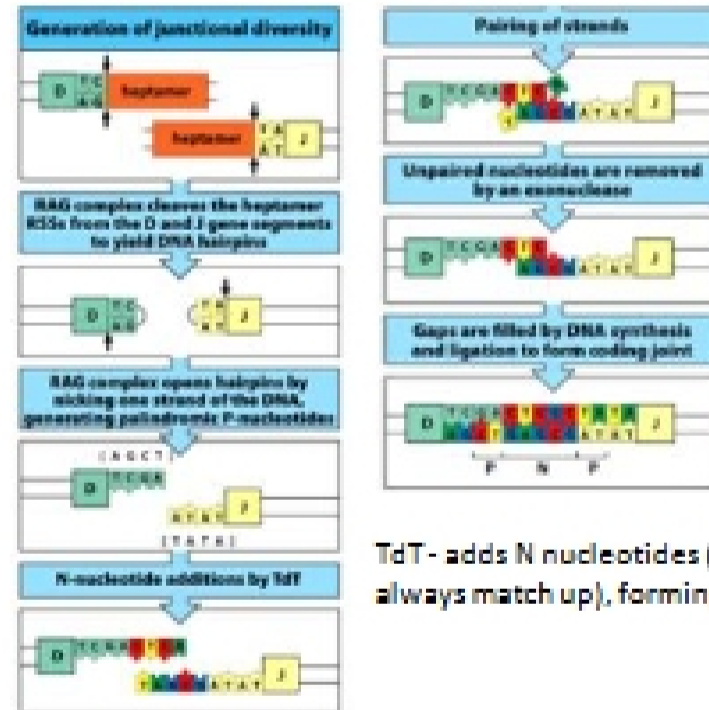 Generation of junctional diversity
D T C heptamer
A G
heptamer T A J
A T
RAG complex cleaves the heptamer
RSSs from the D and J gene segments
to yield DNA hairpins
D T C
A G
T A J
A T
RAG complex opens hairpins by
nicking one strand of the DNA,
generating palindromic P-nucleotides
[ A G C T ]
D T C G A
A T A T J
[ T A T A ]
N-nucleotide additions by TdT
D T C G A
A T A T J
Pairing of strands
D T C G A C T C
A T A T J
Unpaired nucleotides are removed
by an exonuclease
D T C G A C T C
A T A T J
Gaps are filled by DNA synthesis
and ligation to form coding joint
D T C G A C T C T A T A J
A G C T A T A T
P N P
TdT - adds N nucleotides (
always match up), formin